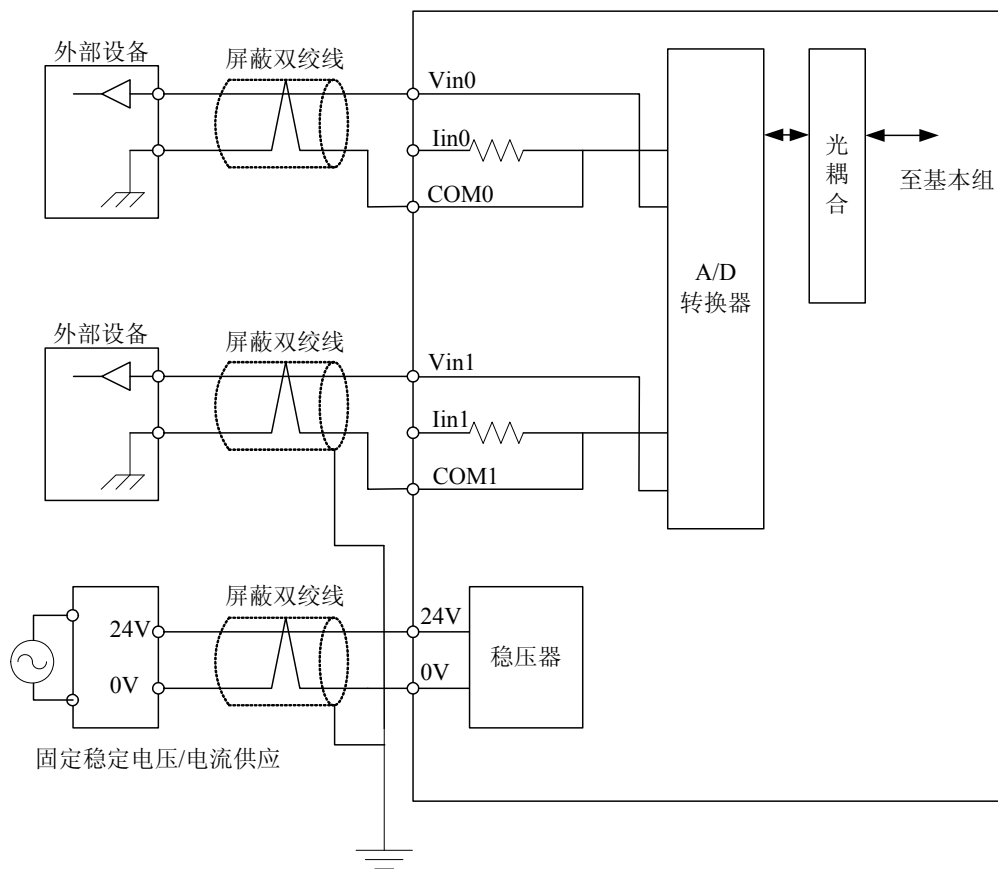 外部设备
屏蔽双绞线
Vin0
Iin0
COM0
A/D
转换器
光耦合
至基本组
外部设备
屏蔽双绞线
Vin1
Iin1
COM1
屏蔽双绞线
24V
0V
24V
0V
稳压器
固定稳定电压/电流供应